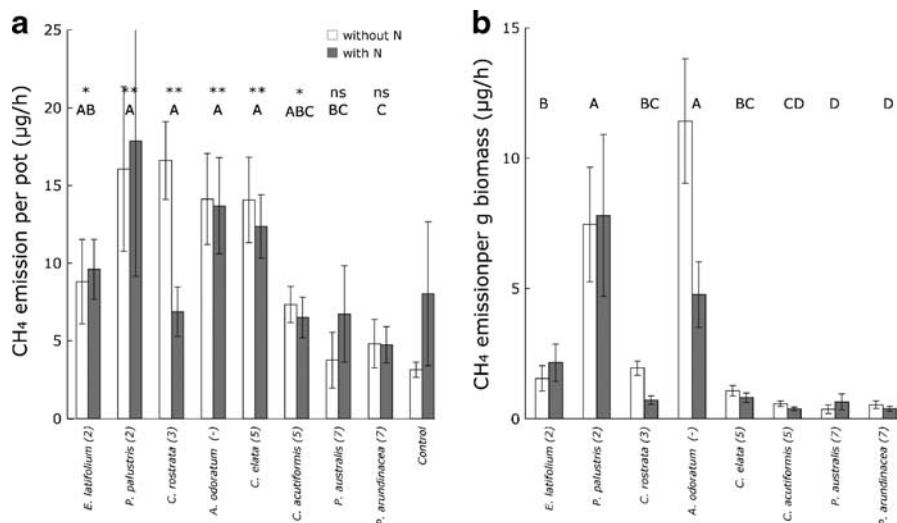 a
CH₄ emission per pot (µg/h)
25
20
15
10
5
0
without N
with N
* ** ** ** ** * ns ns
AB A A A A ABC BC C
E. latifolium (2)
P. palustris (2)
C. rostrata (3)
A. odoratum (-)
C. elata (5)
C. acutiformis (5)
P. australis (7)
P. arundinacea (7)
Control
b
CH₄ emissionper g biomass (µg/h)
15
10
5
0
B A BC A BC CD D D
E. latifolium (2)
P. palustris (2)
C. rostrata (3)
A. odoratum (-)
C. elata (5)
C. acutiformis (5)
P. australis (7)
P. arundinacea (7)